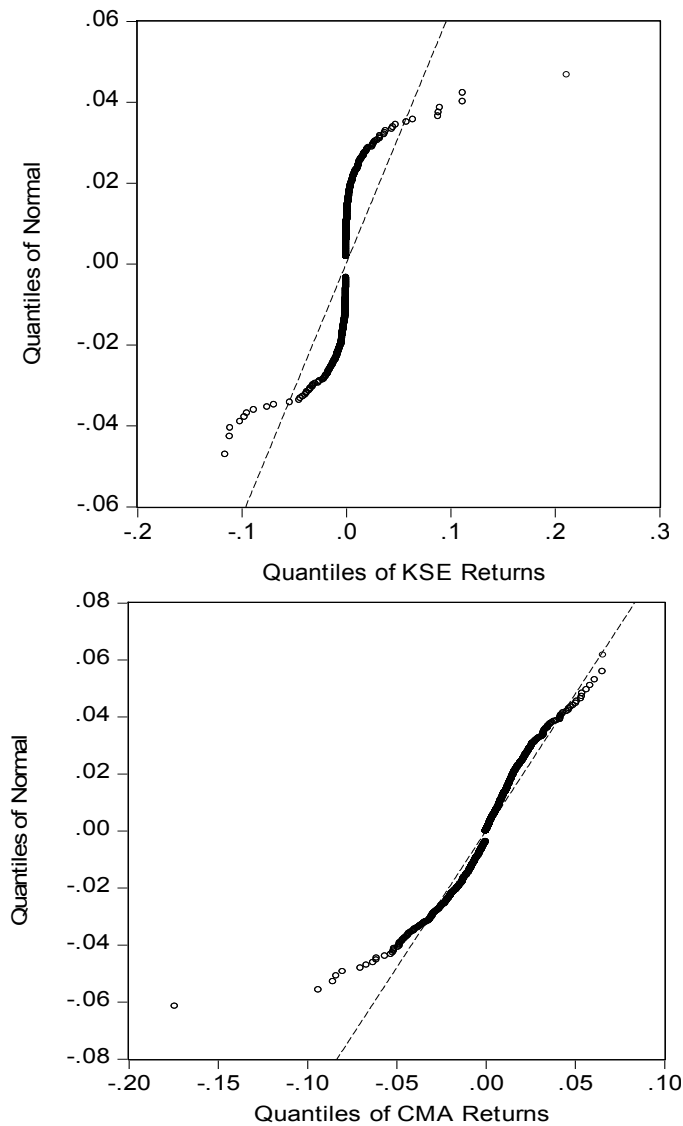 .06
.04
.02
.00
-.02
-.04
-.06
Quantiles of Normal
-.2 -.1 .0 .1 .2 .3
Quantiles of KSE Returns
.08
.06
.04
.02
.00
-.02
-.04
-.06
-.08
Quantiles of Normal
-.20 -.15 -.10 -.05 .00 .05 .10
Quantiles of CMA Returns